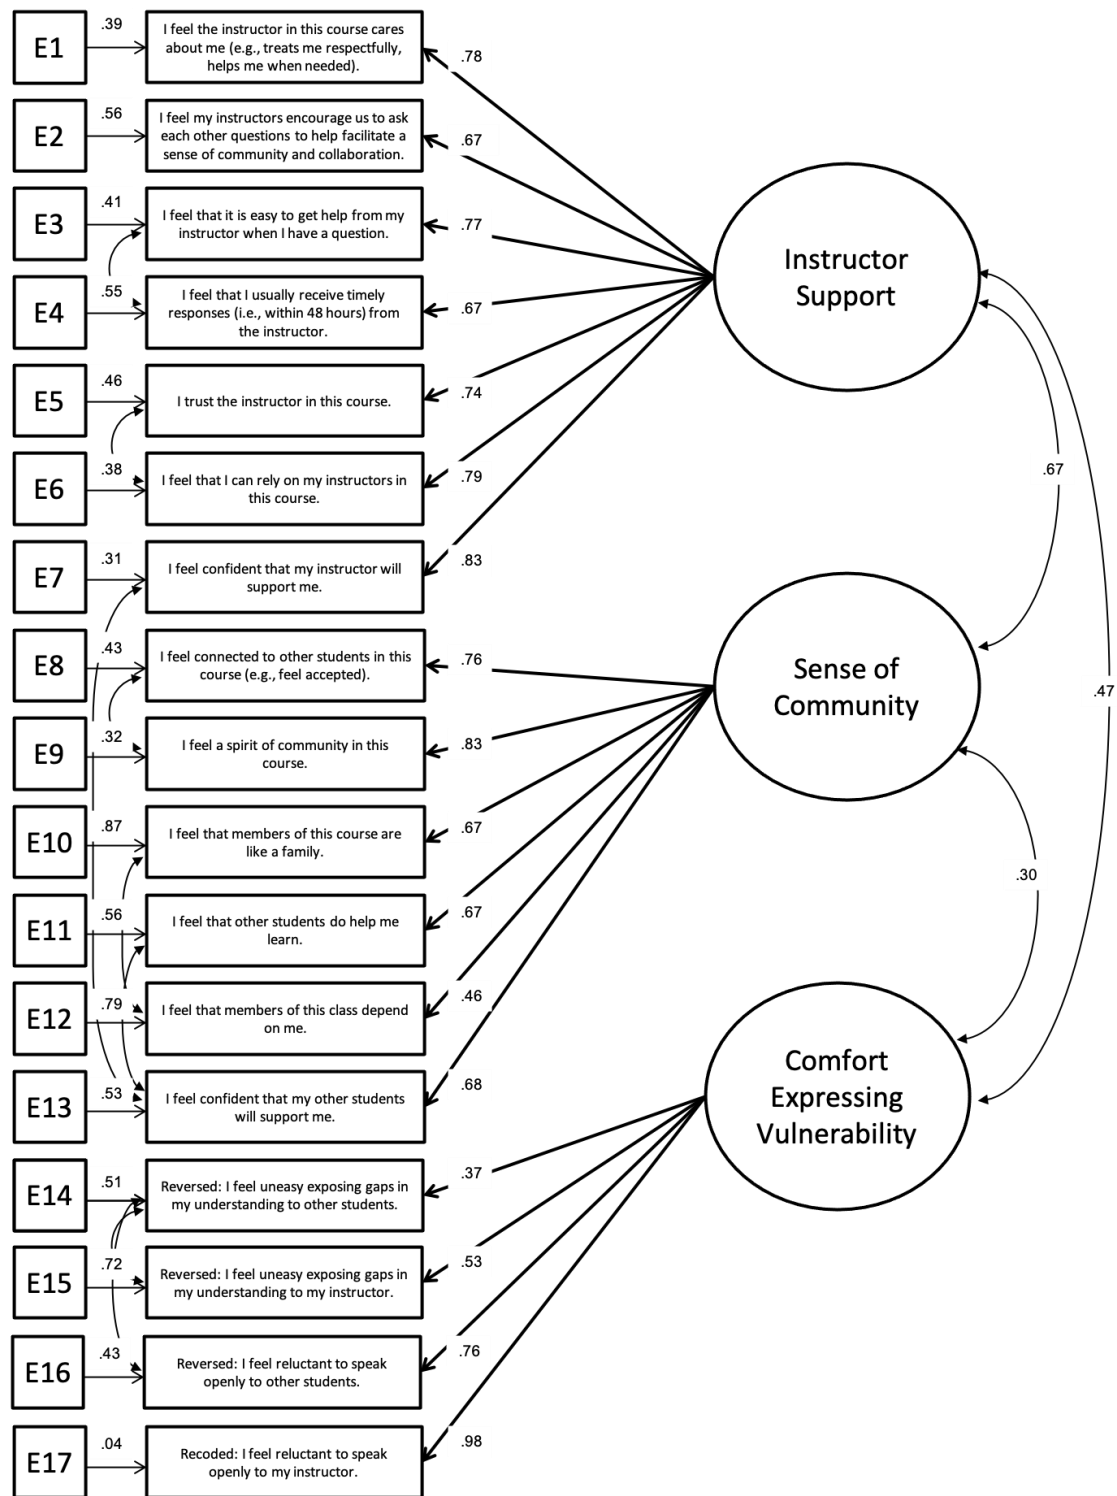 E1
.39
I feel the instructor in this course cares
about me (e.g., treats me respectfully,
helps me when needed).
.78
E2
.56
I feel my instructors encourage us to ask
each other questions to help facilitate a
sense of community and collaboration.
.67
E3
.41
I feel that it is easy to get help from my
instructor when I have a question.
.77
E4
.55
I feel that I usually receive timely
responses (i.e., within 48 hours) from
the instructor.
.67
E5
.46
I trust the instructor in this course.
.74
E6
.38
I feel that I can rely on my instructors in
this course.
.79
E7
.31
I feel confident that my instructor will
support me.
.83
Instructor
Support
.67
E8
.43
I feel connected to other students in this
course (e.g., feel accepted).
.76
E9
.32
I feel a spirit of community in this
course.
.83
E10
.87
I feel that members of this course are
like a family.
.67
E11
.56
I feel that other students do help me
learn.
.67
E12
.79
I feel that members of this class depend
on me.
.46
E13
.53
I feel confident that my other students
will support me.
.68
Sense of
Community
.47
.30
E14
.51
Reversed: I feel uneasy exposing gaps in
my understanding to other students.
.37
E15
.72
Reversed: I feel uneasy exposing gaps in
my understanding to my instructor.
.53
E16
.43
Reversed: I feel reluctant to speak
openly to other students.
.76
E17
.04
Recoded: I feel reluctant to speak
openly to my instructor.
.98
Comfort
Expressing
Vulnerability